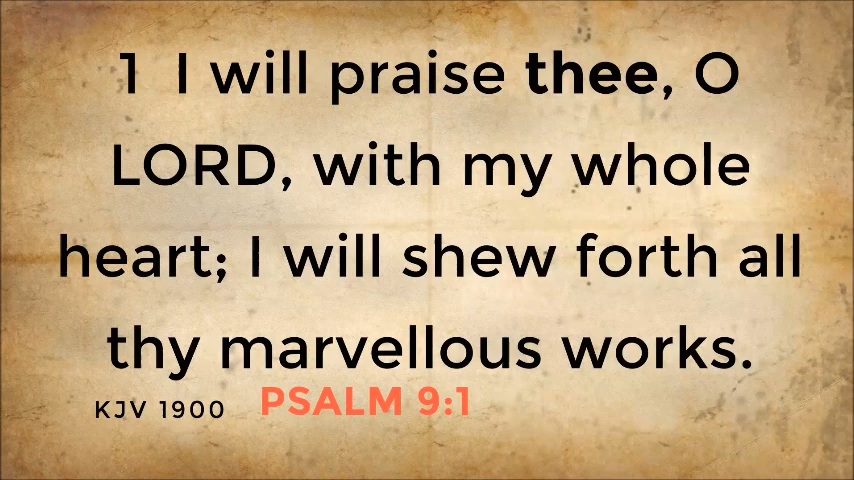 1 I will praise thee, O
LORD, with my whole
heart; I will shew forth all
thy marvellous works.
KJV 1900 PSALM 9:1